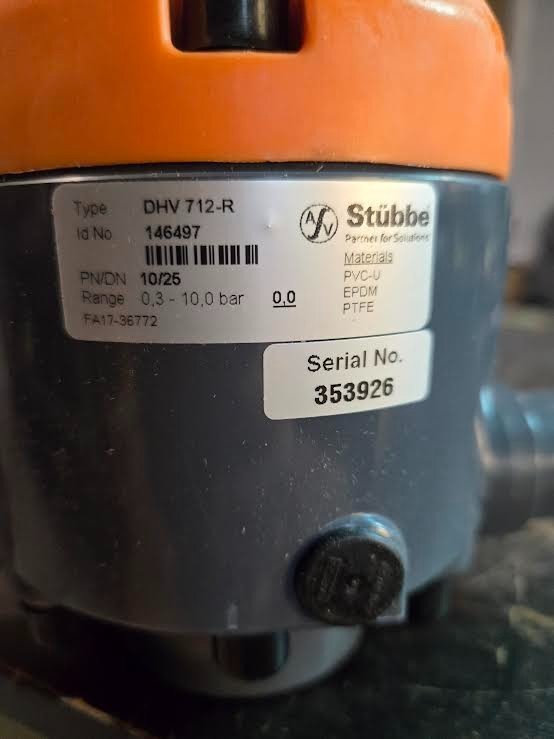 Type DHV 712-R
Id No 146497
PN/DN 10/25
Range 0,3 - 10,0 bar 0,0
FA17-36772
ASV Stübbe
Partner for Solutions
Materials
PVC-U
EPDM
PTFE
Serial No.
353926